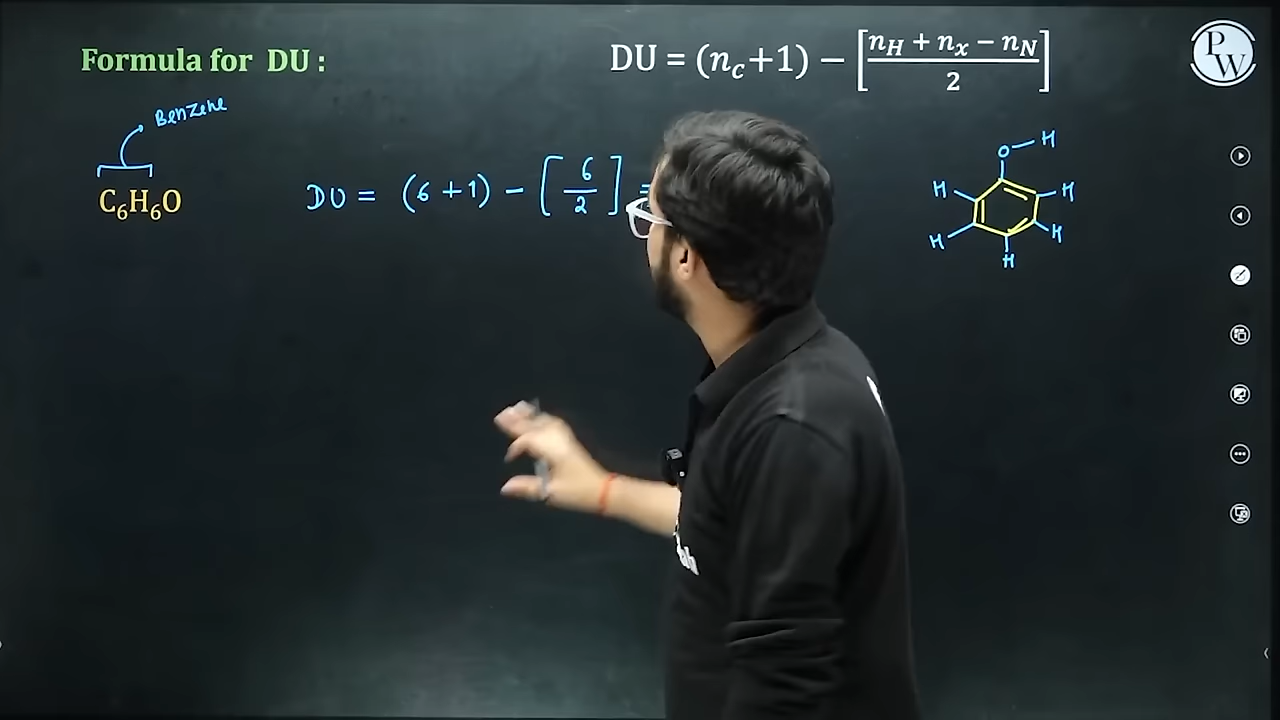 Formula for DU :
DU = (n_c+1) − [n_H + n_x − n_N / 2]
PW
Benzene
C₆H₆O
DU = (6 + 1) − [6/2] =
O H
H H
H H
H